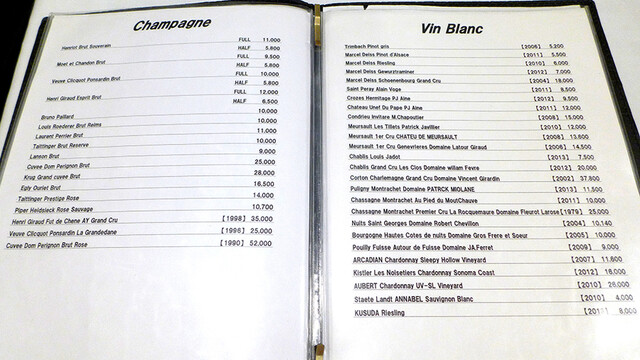 Champagne
FULL 11,000
Henriot Brut Souverain HALF 5,800
FULL 9,500
Moet et Chandon Brut HALF 5,800
FULL 10,000
Veuve Clicquot Ponsardin Brut HALF 5,800
FULL 12,000
Henri Giraud Esprit Brut HALF 6,500
10,000
Bruno Paillard 10,000
Louis Roederer Brut Reims 10,000
Laurent Perrier Brut 11,000
Taittinger Brut Reserve 10,000
Lanson Brut 9,000
Cuvee Dom Perignon Brut 25,000
Krug Grand cuvee Brut 28,000
Egly Ouriet Brut 16,500
Taittinger Prestige Rose 14,000
Piper Heidsieck Rose Sauvage 10,700
Henri Giraud Fut de Chene AY Grand Cru [1998] 35,000
Veuve Clicquot Ponsardin La Grandedame [1996] 25,000
Cuvee Dom Perignon Brut Rose [1990] 52,000
Vin Blanc
Trimbach Pinot gris [2006] 5,200
Marcel Deiss Pinot d'Alsace [2011] 5,500
Marcel Deiss Riesling [2010] 6,000
Marcel Deiss Gewurztraminer [2012] 7,000
Marcel Deiss Schoenenbourg Grand Cru [2004] 18,000
Saint Peray Alain Voge [2011] 8,500
Crozes Hermitage PJ Aine [2012] 9,500
Chateau Unef Du Pape PJ Aine [2011] 12,000
Condrieu Invitare M.Chapoutier [2008] 15,000
Meursault Les Tillets Patrick Javillier [2010] 12,000
Meursault 1er Cru CHATEU DE MEURSAULT [2008] 13,800
Meursault 1er Cru Genevrieres Domaine Latour Giraud [2006] 14,500
Chablis Louis Jadot [2013] 7,500
Chablis Grand Cru Les Clos Domaine wiliam Fevre [2012] 20,000
Corton Charlemagne Grand Cru Domaine Vincent Girardin [2002] 37,800
Puligny Montrachet Domaine PATRCK MIOLANE [2013] 11,500
Chassagne Montrachet Au Pied du MoutChauve [2011] 10,000
Chassagne Montrachet Premier Cru La Rocquemaure Domaine Fleurot Larose [1979] 25,000
Nuits Saint Georges Domaine Robert Chevillon [2004] 10,140
Bourgogne Hautes Cotes de nuits Domaine Gros Frere et Soeur [2005] 10,000
Pouilly Fuisse Autour de Fuisse Domaine JA.Ferret [2009] 9,000
ARCADIAN Chardonnay Sleepy Hollow Vineyard [2007] 11,600
Kistler Les Noisetiers Chardonnay Sonoma Coast [2012] 18,000
AUBERT Chardonnay UV-SL Vineyard [2010] 28,000
Staete Landt ANNABEL Sauvignon Blanc [2010] 4,000
KUSUDA Riesling 8,000